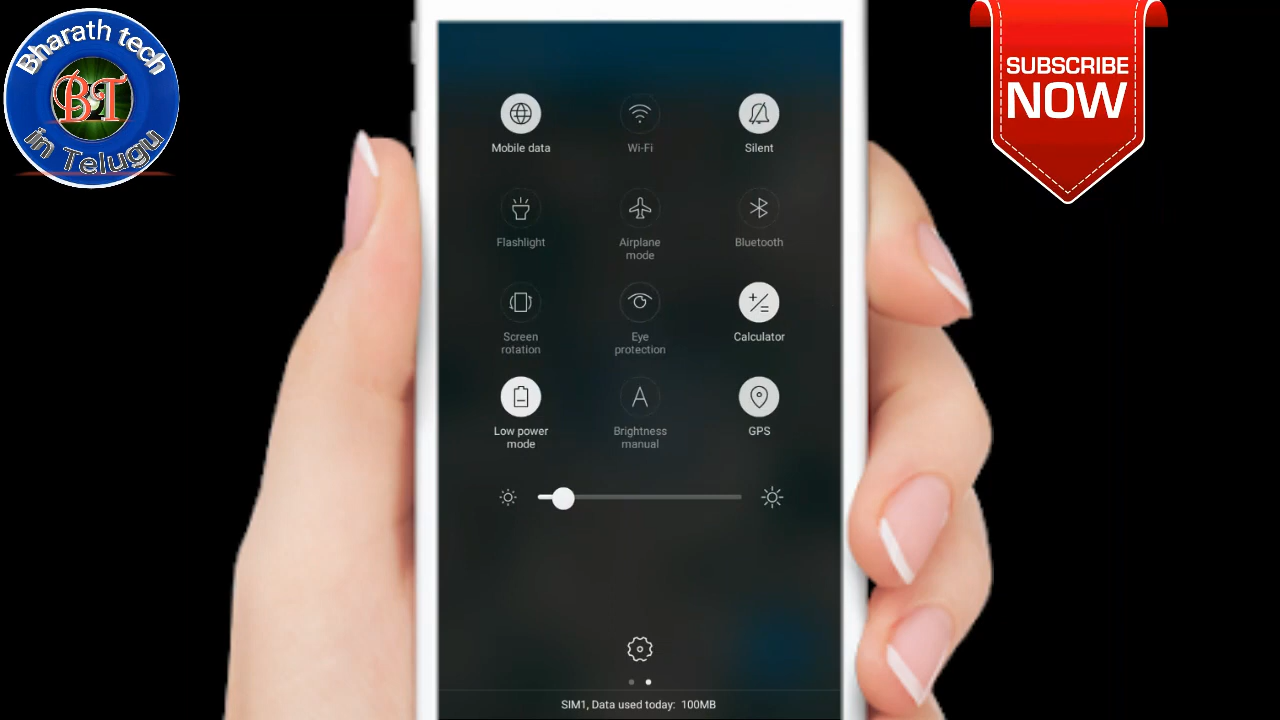 Bharath tech
BT
in Telugu
SUBSCRIBE
NOW
Mobile data
Wi-Fi
Silent
Flashlight
Airplane
mode
Bluetooth
Screen
rotation
Eye
protection
Calculator
Low power
mode
A
Brightness
manual
GPS
SIM1, Data used today: 100MB